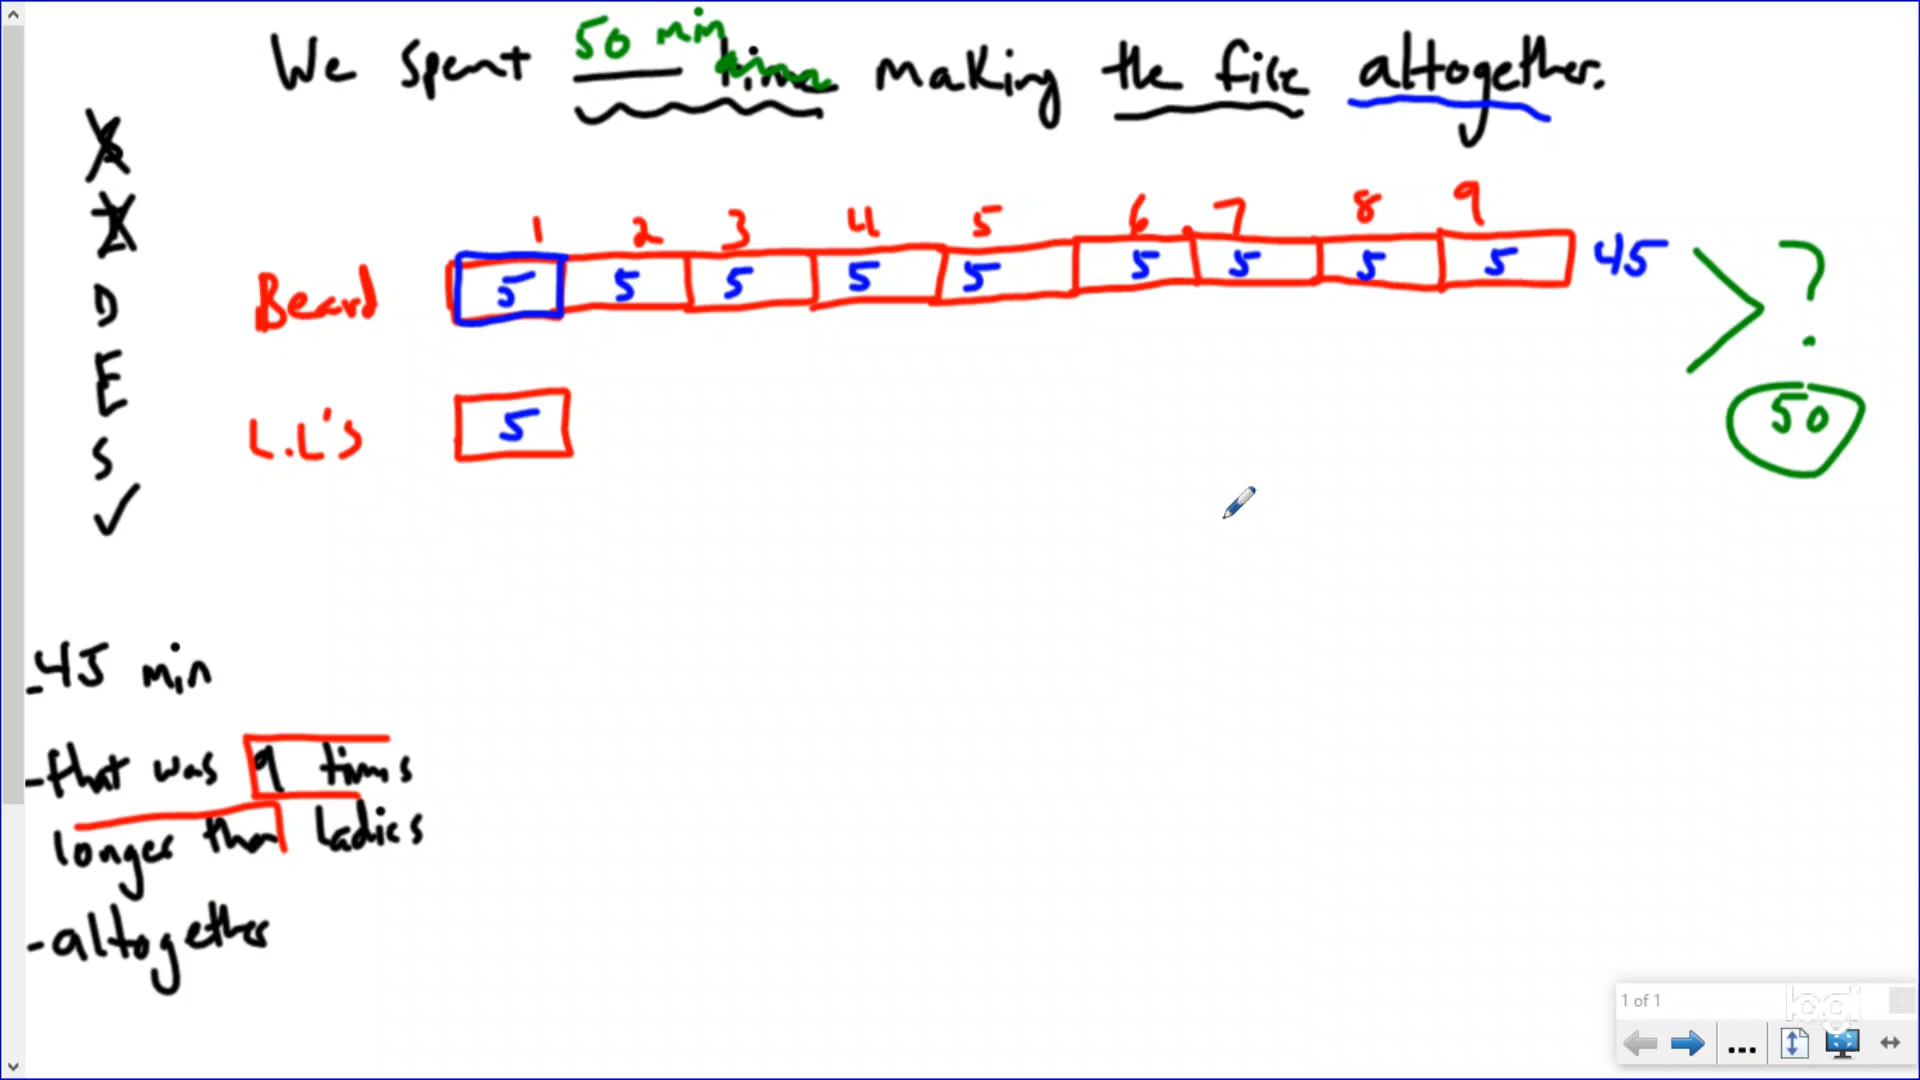 50 min
We spent time making the fire altogether.
S
I
D
E
S
✓
1 2 3 4 5 6 7 8 9
Beard 5 5 5 5 5 5 5 5 5 45 ?
L.L's 5
50
-45 min
-that was 9 times
longer than ladies
-altogether
1 of 1
logi